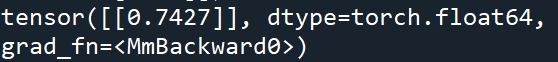 tensor([[0.7427]], dtype=torch.float64,
grad_fn=<MmBackward0>)